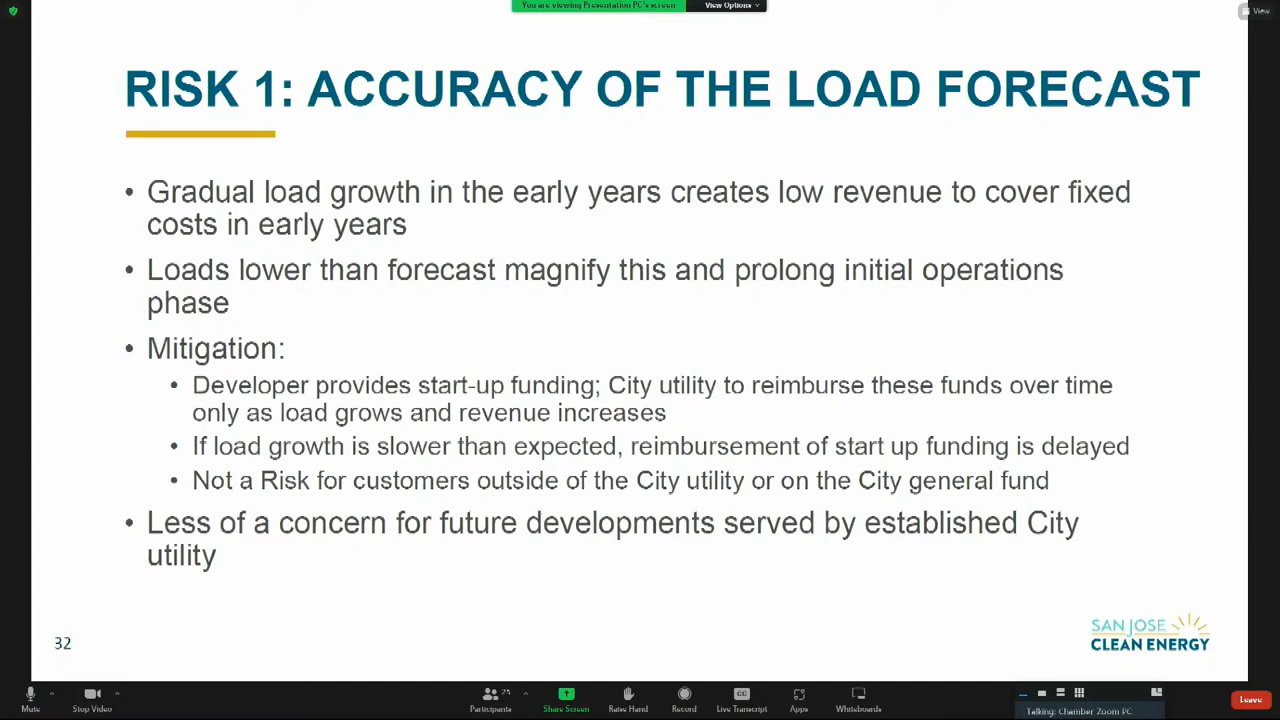 You are viewing Presentation PC's screen
View Options
View
RISK 1: ACCURACY OF THE LOAD FORECAST
• Gradual load growth in the early years creates low revenue to cover fixed
costs in early years
• Loads lower than forecast magnify this and prolong initial operations
phase
• Mitigation:
• Developer provides start-up funding; City utility to reimburse these funds over time
only as load grows and revenue increases
• If load growth is slower than expected, reimbursement of start up funding is delayed
• Not a Risk for customers outside of the City utility or on the City general fund
• Less of a concern for future developments served by established City
utility
32
SAN JOSE
CLEAN ENERGY
Mute
Stop Video
25
Participants
Share Screen
Raise Hand
Record
CC
Live Transcript
Apps
Whiteboards
Talking: Chamber Zoom PC
Leave